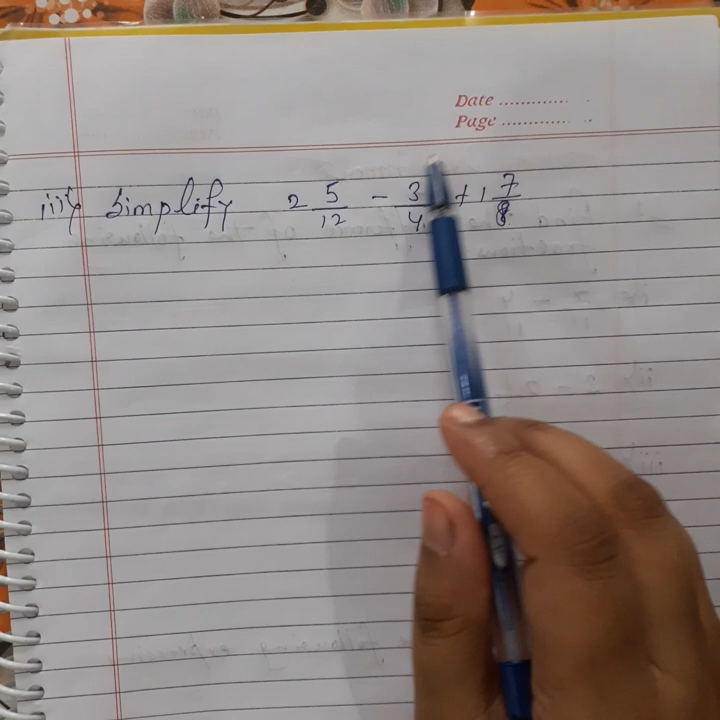 Date ..............
Page ..............
iii) Simplify 2 5/12 - 3/4 + 1 7/8